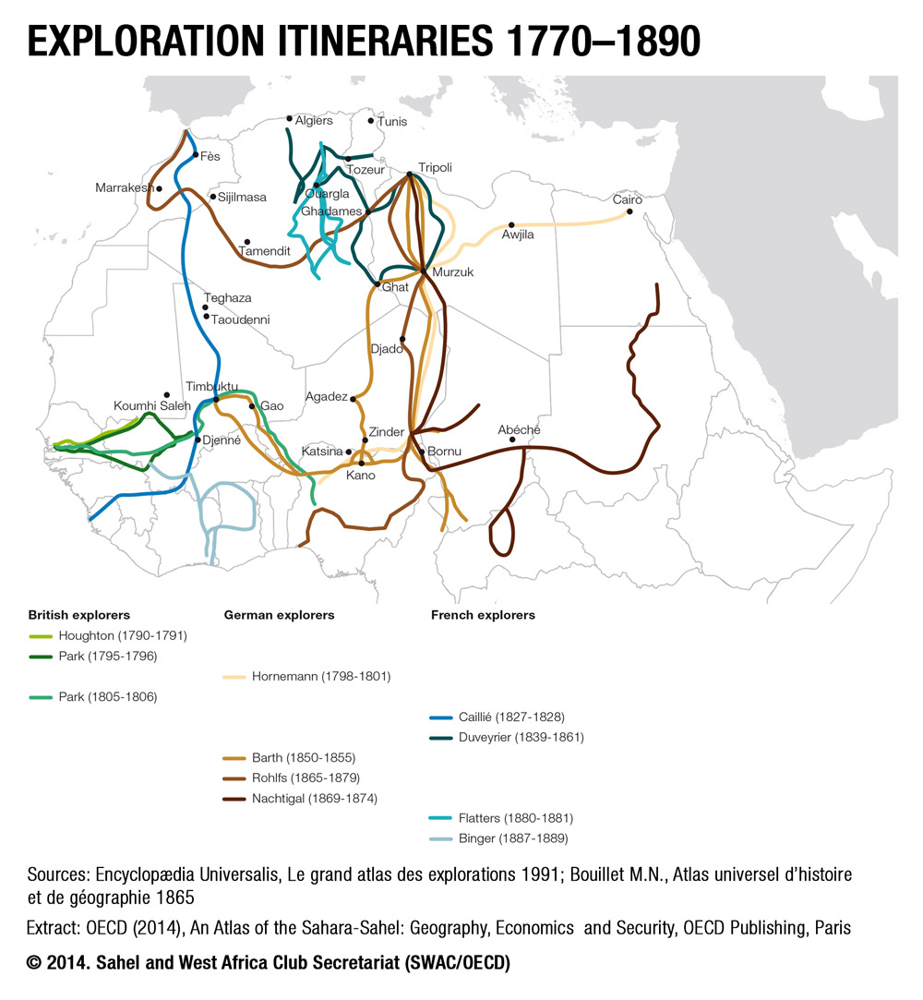 EXPLORATION ITINERARIES 1770–1890
Algiers
Tunis
Fès
Tozeur
Tripoli
Marrakesh
Sijilmasa
Ouargla
Ghadames
Cairo
Awjila
Tamendit
Murzuk
Ghat
Teghaza
Taoudenni
Djado
Timbuktu
Koumhi Saleh
Gao
Agadez
Djenné
Zinder
Abéché
Katsina
Bornu
Kano
British explorers
Houghton (1790-1791)
Park (1795-1796)
Park (1805-1806)
German explorers
Hornemann (1798-1801)
Barth (1850-1855)
Rohlfs (1865-1879)
Nachtigal (1869-1874)
French explorers
Caillié (1827-1828)
Duveyrier (1839-1861)
Flatters (1880-1881)
Binger (1887-1889)
Sources: Encyclopædia Universalis, Le grand atlas des explorations 1991; Bouillet M.N., Atlas universel d'histoire
et de géographie 1865
Extract: OECD (2014), An Atlas of the Sahara-Sahel: Geography, Economics and Security, OECD Publishing, Paris
© 2014. Sahel and West Africa Club Secretariat (SWAC/OECD)